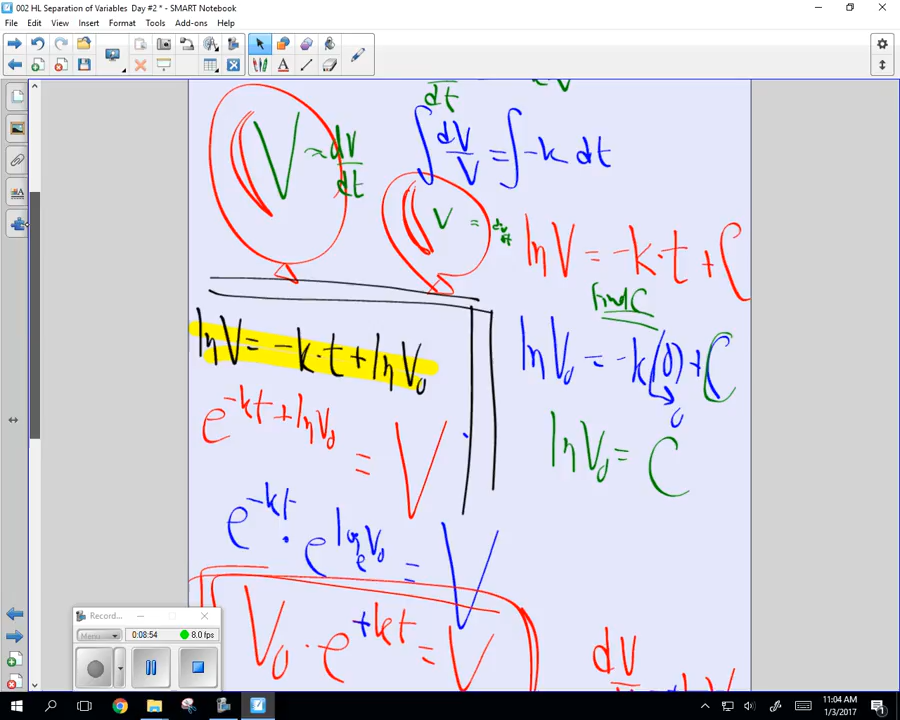 002 HL Separation of Variables Day #2 * - SMART Notebook
File Edit View Insert Format Tools Add-ons Help
dt
V
V ≈ dV/dt
∫ dV/V = ∫ -k dt
V = dV/dt
ln V = -k·t + C
Find C
ln V₀ = -k(0) + C
0
ln V₀ = C
ln V = -k·t + ln V₀
e^(-kt + ln V₀) = V
e^(-kt) · e^(log_e V₀) = V
V₀ · e^(+kt) = V
dV
Record...
Menu
0:08:54
8.0 fps
11:04 AM
1/3/2017